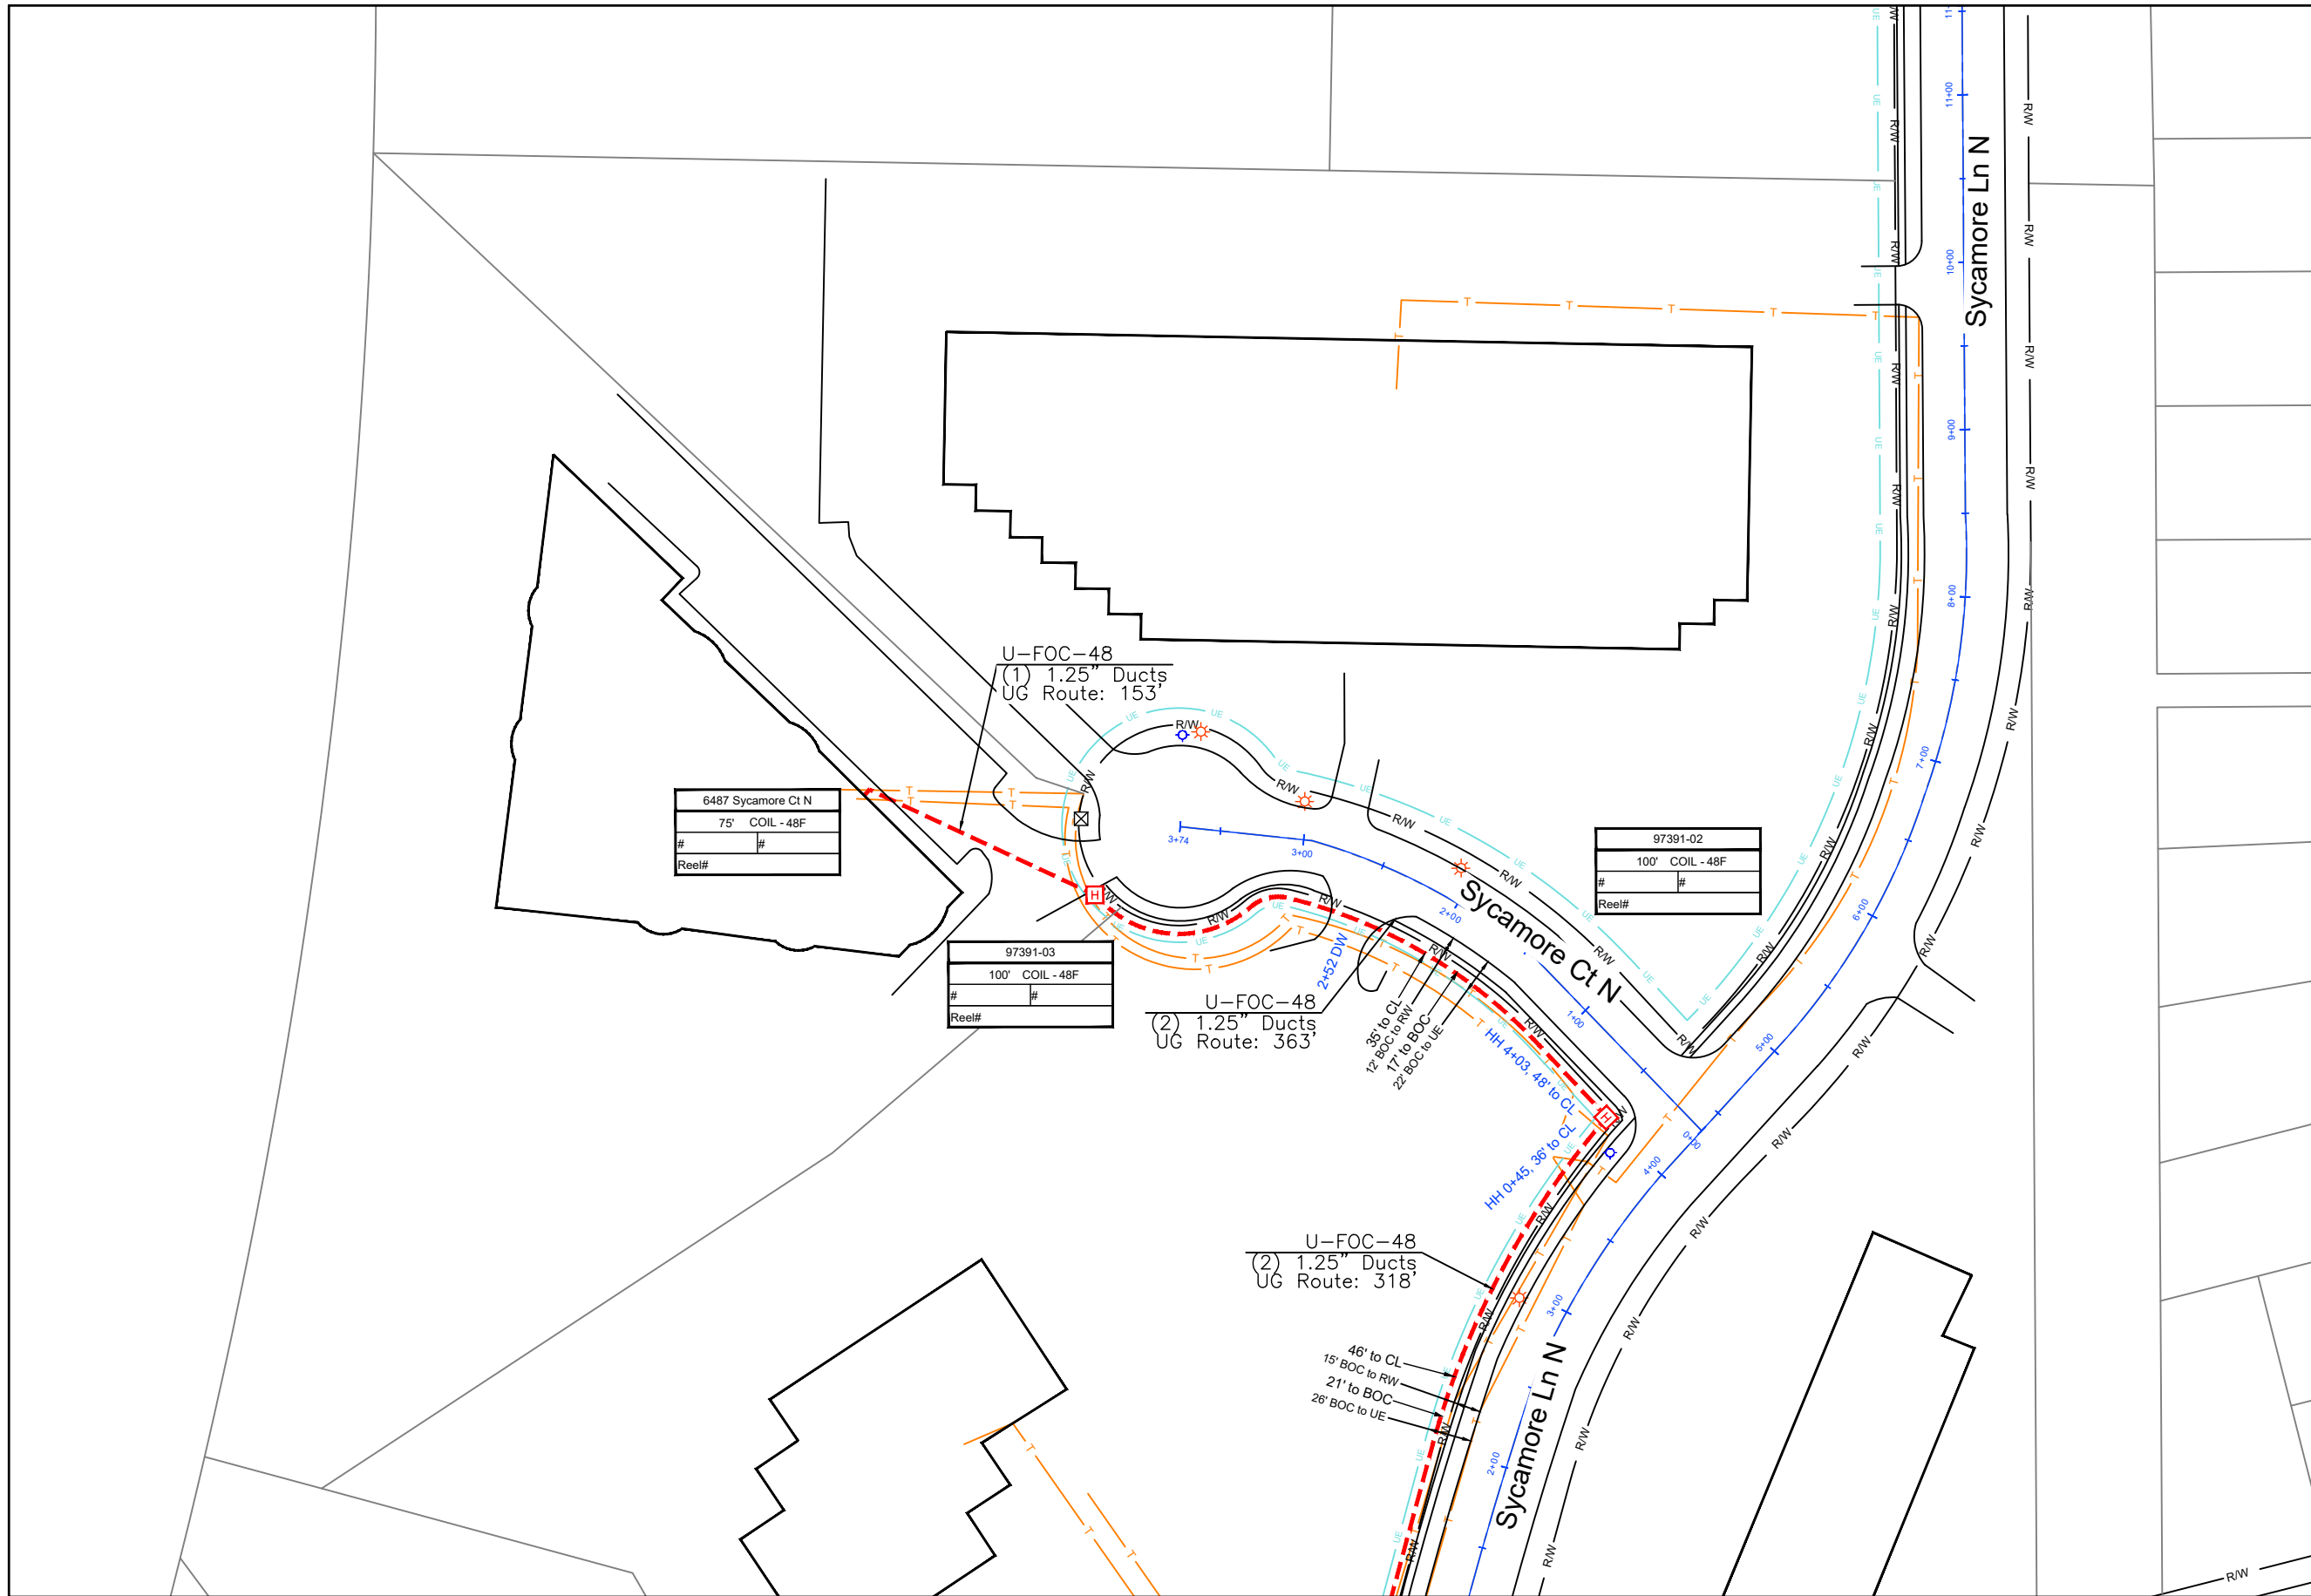 Sycamore Ln N
11+00
10+00
9+00
8+00
7+00
6+00
5+00
4+00
3+00
2+00
U-FOC-48
(1) 1.25" Ducts
UG Route: 153'
6487 Sycamore Ct N
75' COIL - 48F
# #
Reel#
97391-02
100' COIL - 48F
# #
Reel#
97391-03
100' COIL - 48F
# #
Reel#
3+74
3+00
2+00
1+00
0+00
Sycamore Ct N
2+52 DW
U-FOC-48
(2) 1.25" Ducts
UG Route: 363'
35' to CL
12' BOC to RW
17' to BOC
22' BOC to UE
HH 4+03, 48' to CL
HH 0+45, 36' to CL
U-FOC-48
(2) 1.25" Ducts
UG Route: 318'
46' to CL
15' BOC to RW
21' to BOC
26' BOC to UE
Sycamore Ln N
R/W
UE
T
H
H